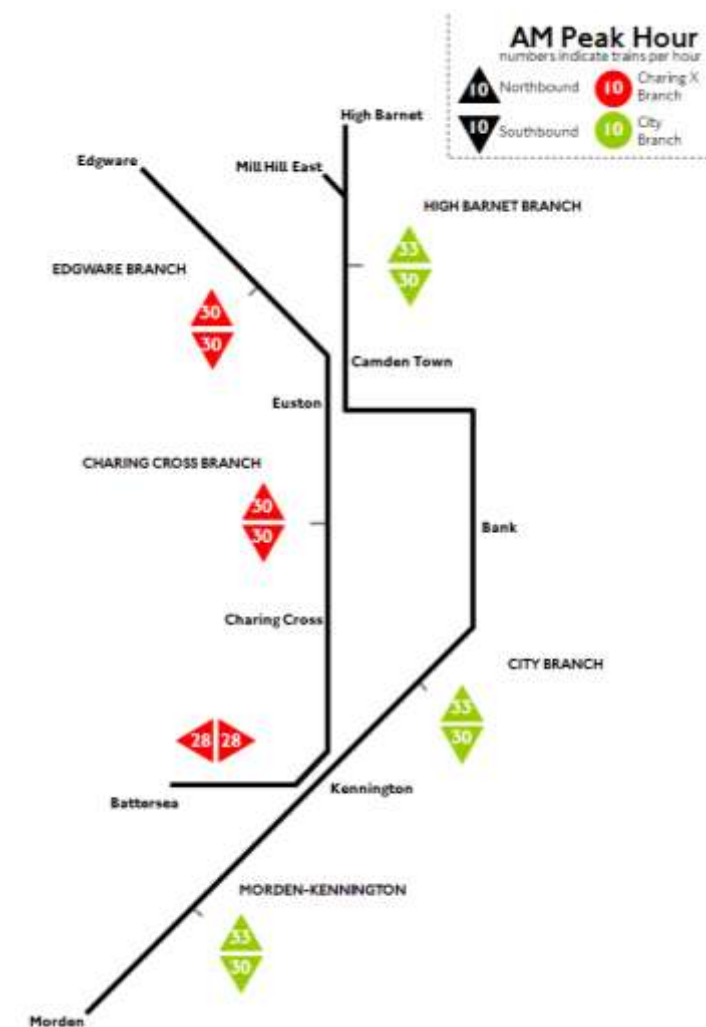 AM Peak Hour
numbers indicate trains per hour
10 Northbound 10 Charing X
Branch
10 Southbound 10 City
Branch
High Barnet
Edgware
Mill Hill East
HIGH BARNET BRANCH
33
30
EDGWARE BRANCH
30
30
Camden Town
Euston
CHARING CROSS BRANCH
30
30
Bank
Charing Cross
CITY BRANCH
33
30
28 28
Kennington
Battersea
MORDEN-KENNINGTON
33
30
Morden